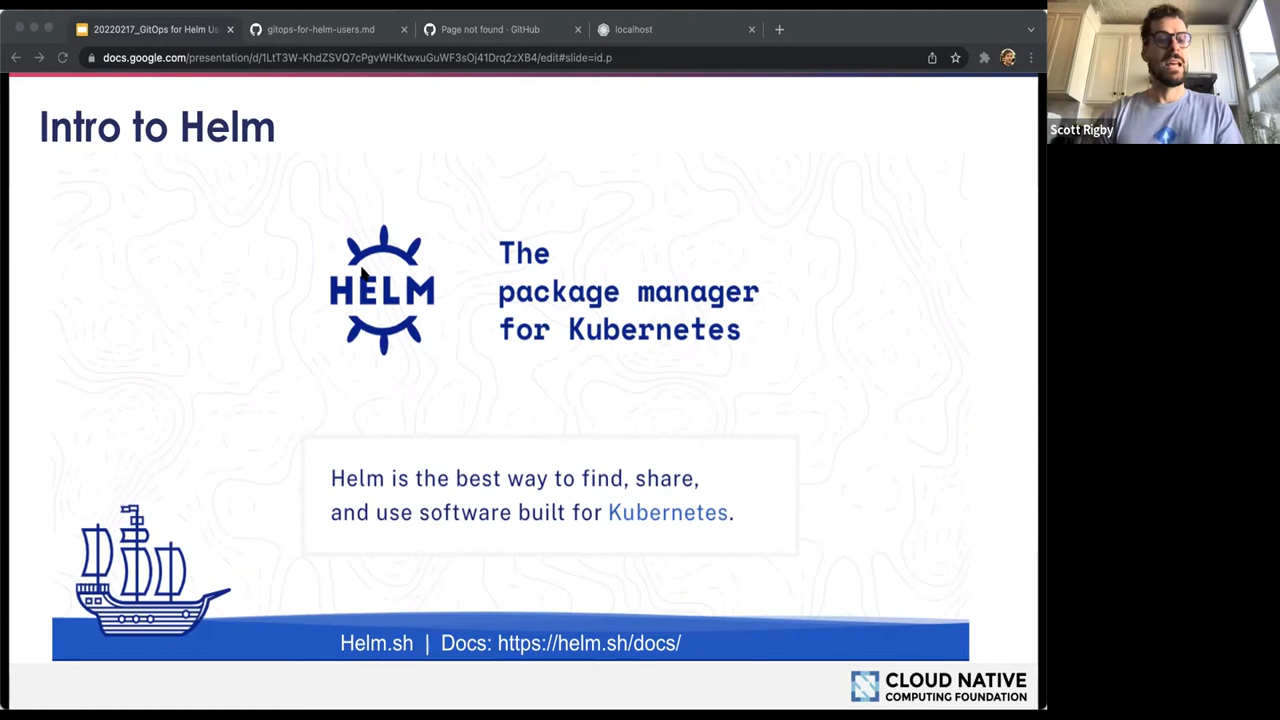 20220217_GitOps for Helm Us
gitops-for-helm-users.md
Page not found · GitHub
localhost
docs.google.com/presentation/d/1LtT3W-KhdZSVQ7cPgvWHKtwxuGuWF3sOj41Drq2zXB4/edit#slide=id.p
Scott Rigby
Intro to Helm
HELM
The
package manager
for Kubernetes
Helm is the best way to find, share,
and use software built for Kubernetes.
Helm.sh | Docs: https://helm.sh/docs/
CLOUD NATIVE
COMPUTING FOUNDATION